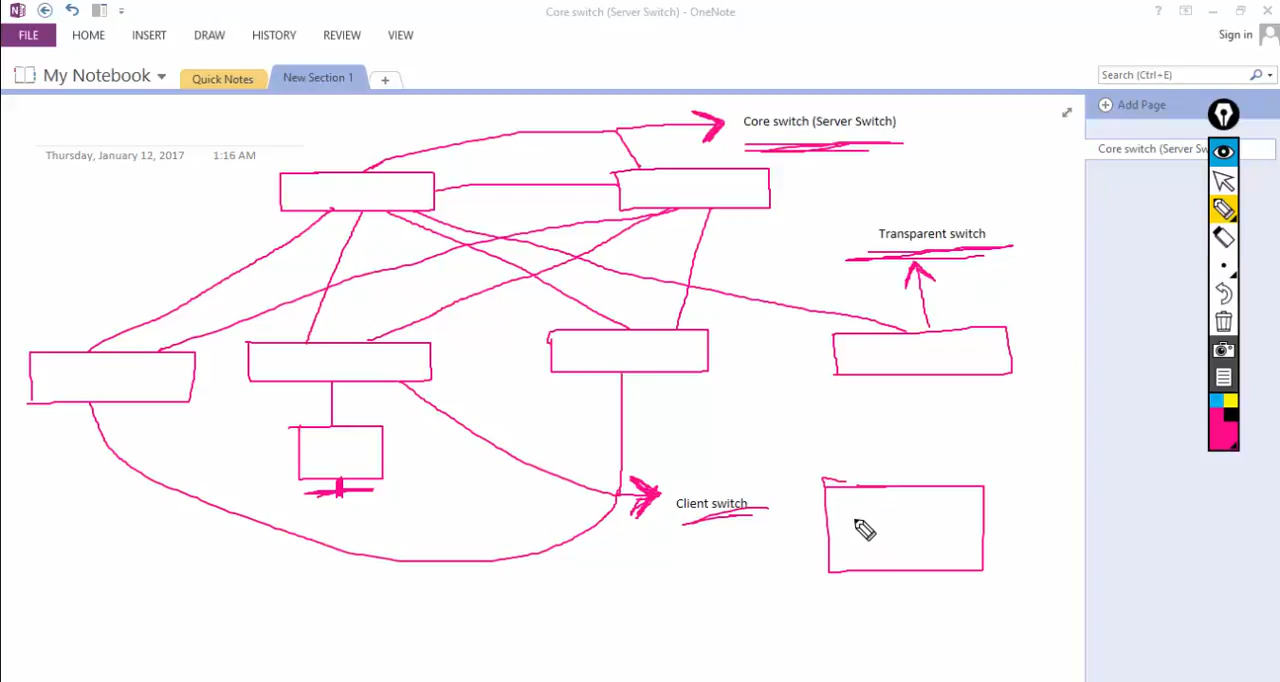 Core switch (Server Switch) - OneNote
?
FILE
HOME
INSERT
DRAW
HISTORY
REVIEW
VIEW
Sign in
My Notebook
Quick Notes
New Section 1
+
Search (Ctrl+E)
Add Page
Core switch (Server Sw
Thursday, January 12, 2017
1:16 AM
Core switch (Server Switch)
Transparent switch
Client switch